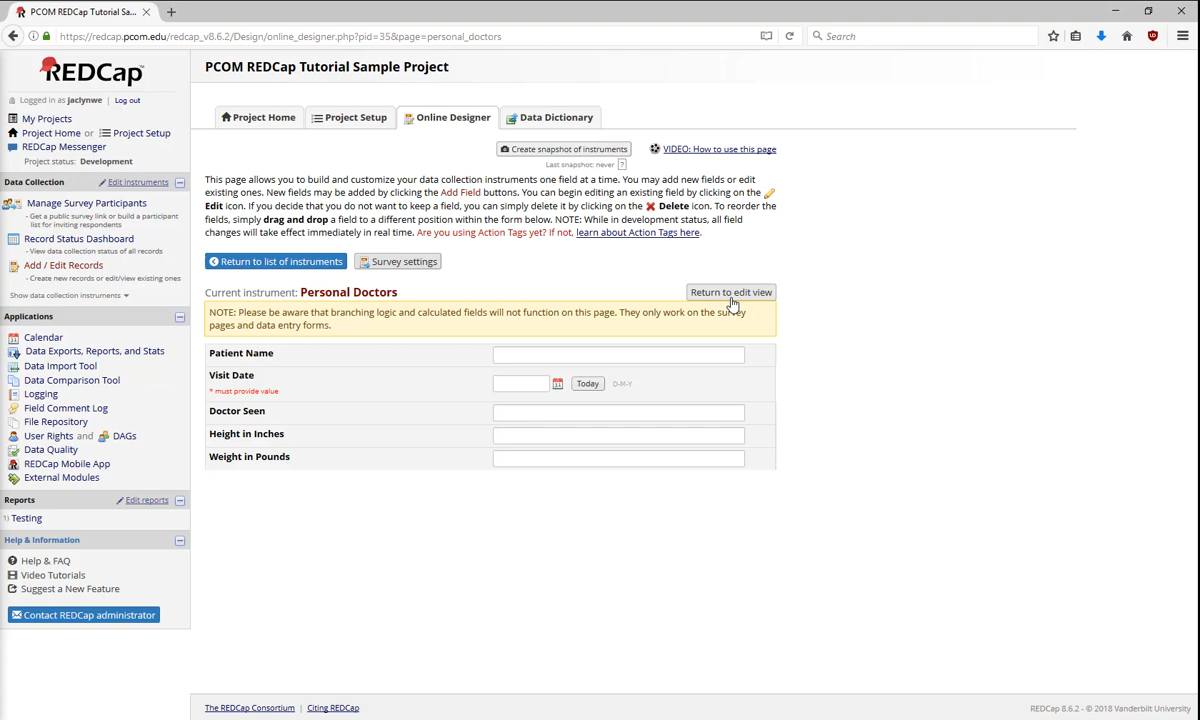 PCOM REDCap Tutorial Sa...
https://redcap.pcom.edu/redcap_v8.6.2/Design/online_designer.php?pid=35&page=personal_doctors
Search
REDCap
Logged in as jaclynwe | Log out
My Projects
Project Home or Project Setup
REDCap Messenger
Project status: Development
Data Collection Edit instruments
Manage Survey Participants
- Get a public survey link or build a participant
list for inviting respondents
Record Status Dashboard
- View data collection status of all records
Add / Edit Records
- Create new records or edit/view existing ones
Show data collection instruments
Applications
Calendar
Data Exports, Reports, and Stats
Data Import Tool
Data Comparison Tool
Logging
Field Comment Log
File Repository
User Rights and DAGs
Data Quality
REDCap Mobile App
External Modules
Reports Edit reports
1) Testing
Help & Information
Help & FAQ
Video Tutorials
Suggest a New Feature
Contact REDCap administrator
PCOM REDCap Tutorial Sample Project
Project Home Project Setup Online Designer Data Dictionary
Create snapshot of instruments VIDEO: How to use this page
Last snapshot: never ?
This page allows you to build and customize your data collection instruments one field at a time. You may add new fields or edit
existing ones. New fields may be added by clicking the Add Field buttons. You can begin editing an existing field by clicking on the
Edit icon. If you decide that you do not want to keep a field, you can simply delete it by clicking on the Delete icon. To reorder the
fields, simply drag and drop a field to a different position within the form below. NOTE: While in development status, all field
changes will take effect immediately in real time. Are you using Action Tags yet? If not, learn about Action Tags here.
Return to list of instruments Survey settings
Current instrument: Personal Doctors Return to edit view
NOTE: Please be aware that branching logic and calculated fields will not function on this page. They only work on the survey
pages and data entry forms.
Patient Name
Visit Date
* must provide value
Today D-M-Y
Doctor Seen
Height in Inches
Weight in Pounds
The REDCap Consortium | Citing REDCap
REDCap 8.6.2 - © 2018 Vanderbilt University